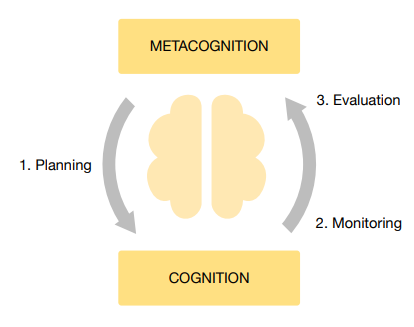 METACOGNITION
3. Evaluation
1. Planning
2. Monitoring
COGNITION